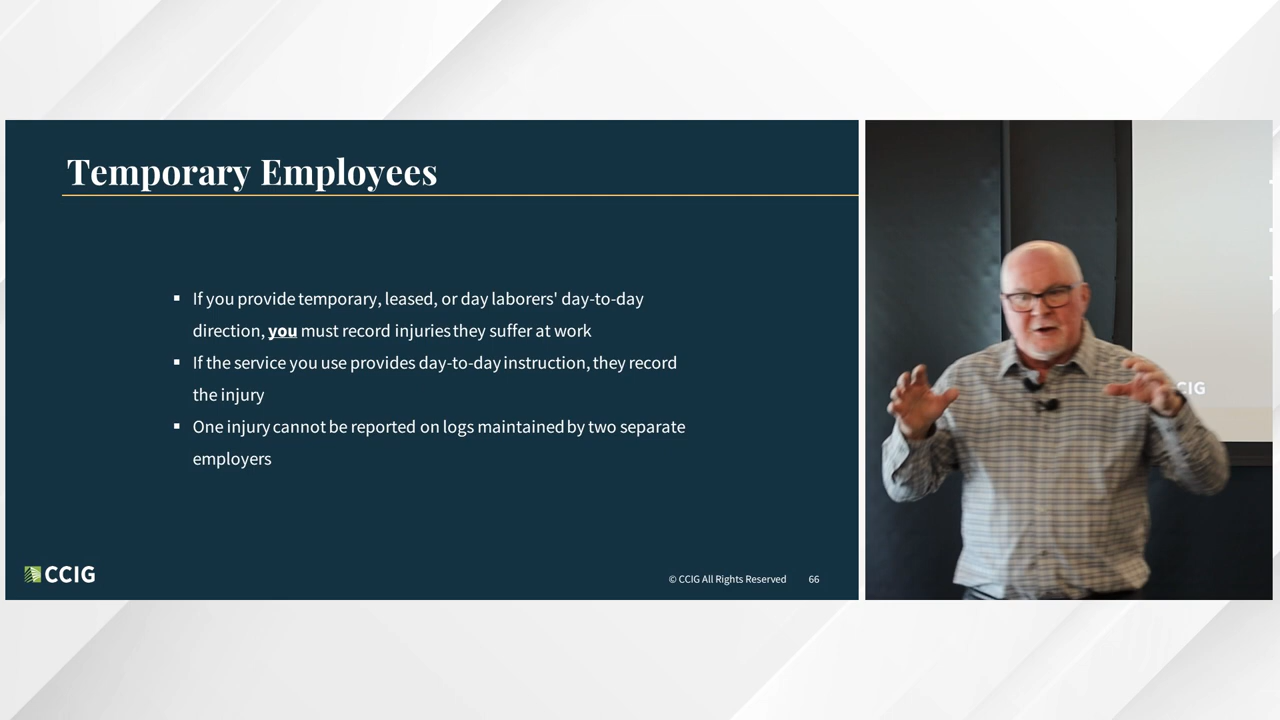 Temporary Employees
▪ If you provide temporary, leased, or day laborers' day-to-day
direction, you must record injuries they suffer at work
▪ If the service you use provides day-to-day instruction, they record
the injury
▪ One injury cannot be reported on logs maintained by two separate
employers
CCIG
© CCIG All Rights Reserved 66
CIG